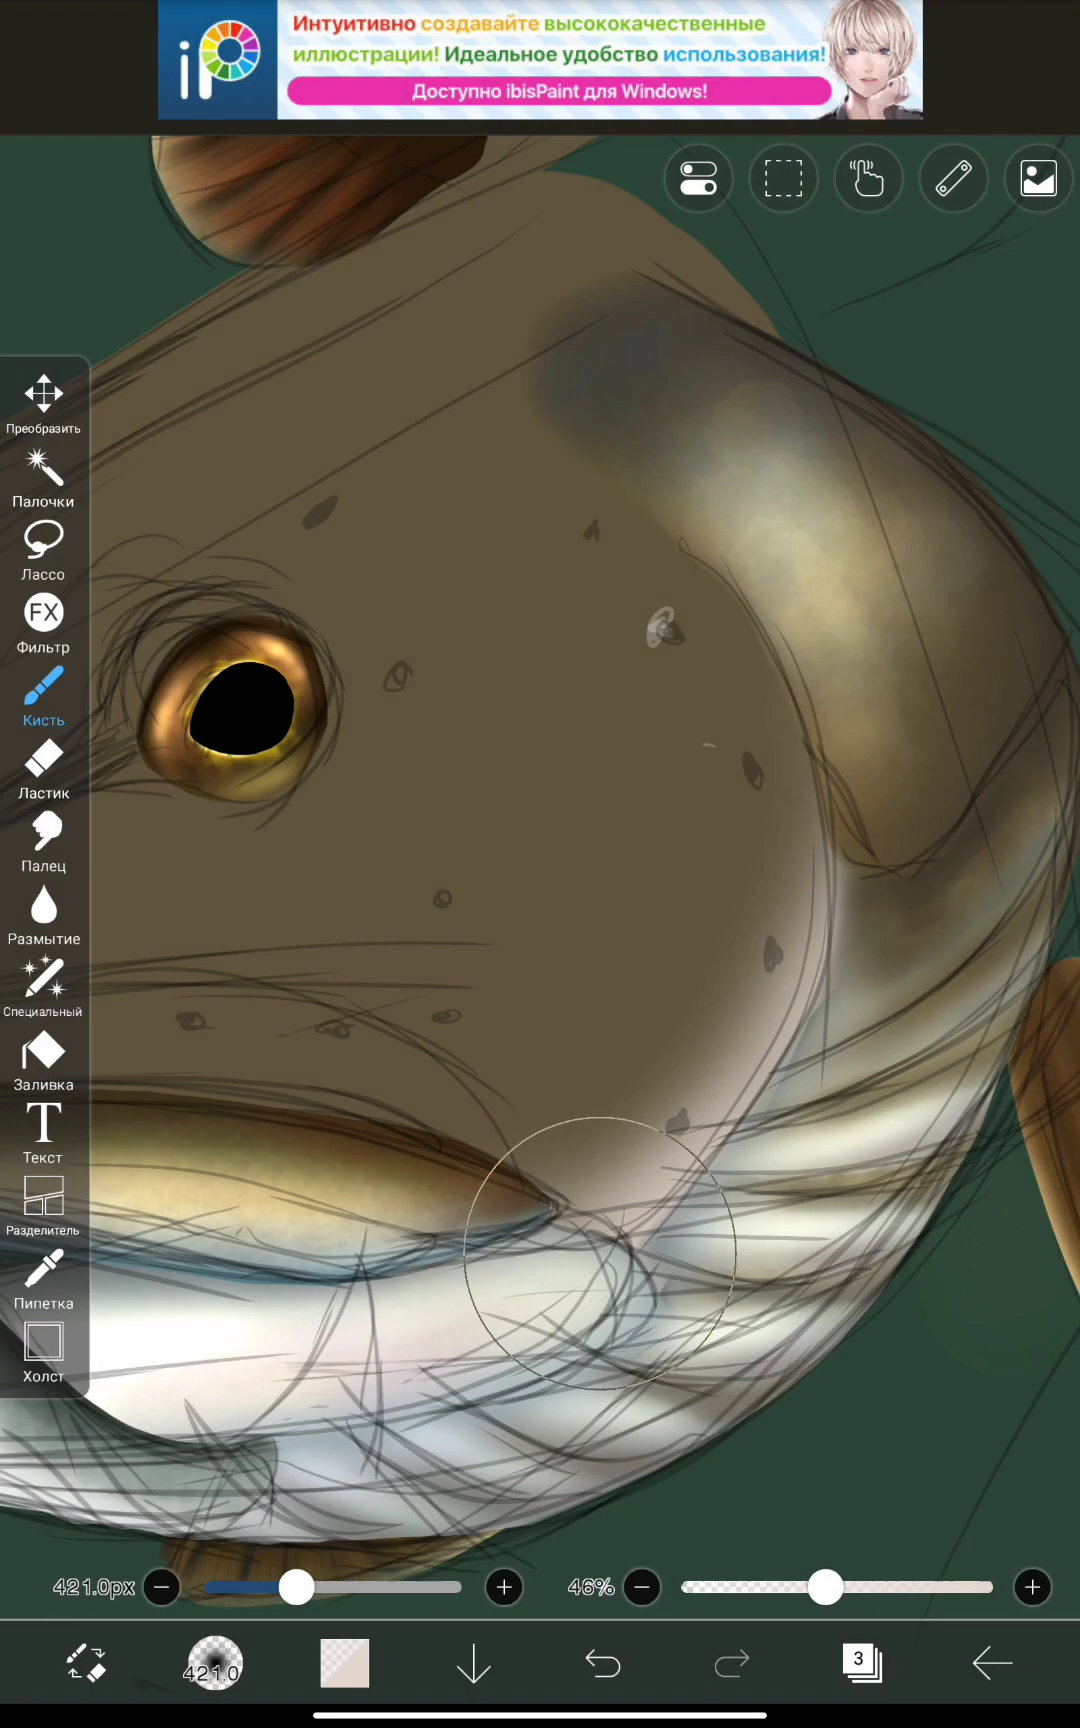 iP
Интуитивно создавайте высококачественные
иллюстрации! Идеальное удобство использования!
Доступно ibisPaint для Windows!
Преобразить
Палочки
Лассо
FX
Фильтр
Кисть
Ластик
Палец
Размытие
Специальный
Заливка
T
Текст
Разделитель
Пипетка
Холст
421.0px
46%
421.0
3